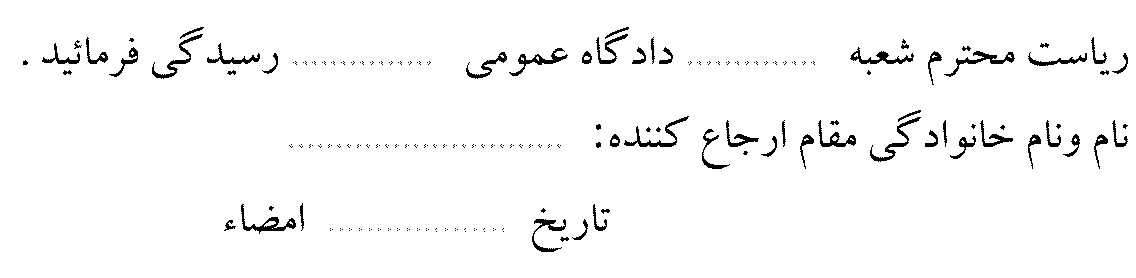 ریاست محترم شعبه .............. دادگاه عمومی .............. رسیدگی فرمائید .
نام ونام خانوادگی مقام ارجاع کننده: ............................
تاریخ .................. امضاء